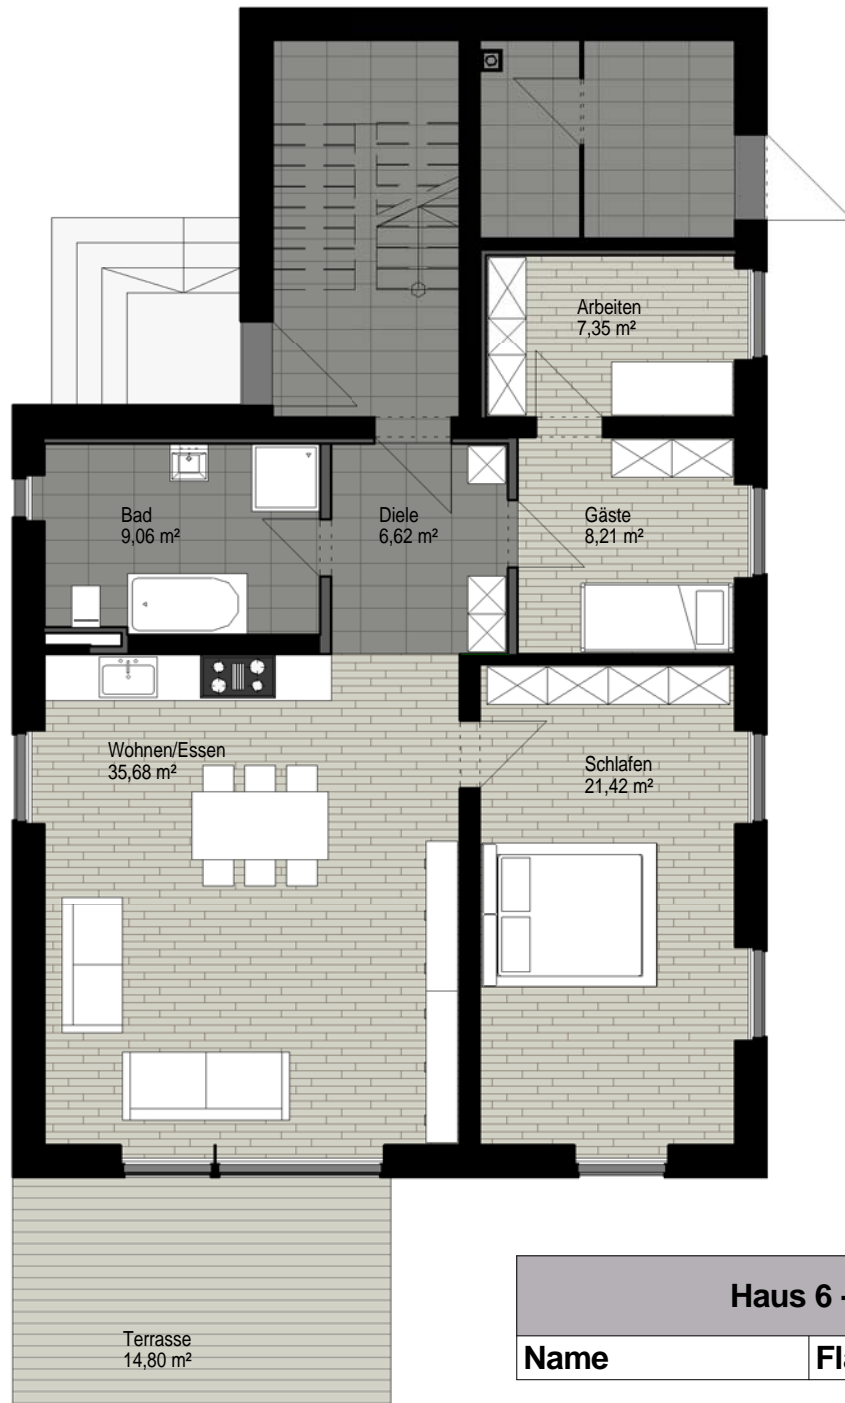 Arbeiten
7,35 m²
Bad
9,06 m²
Diele
6,62 m²
Gäste
8,21 m²
Wohnen/Essen
35,68 m²
Schlafen
21,42 m²
Terrasse
14,80 m²
Haus 6 -
Name